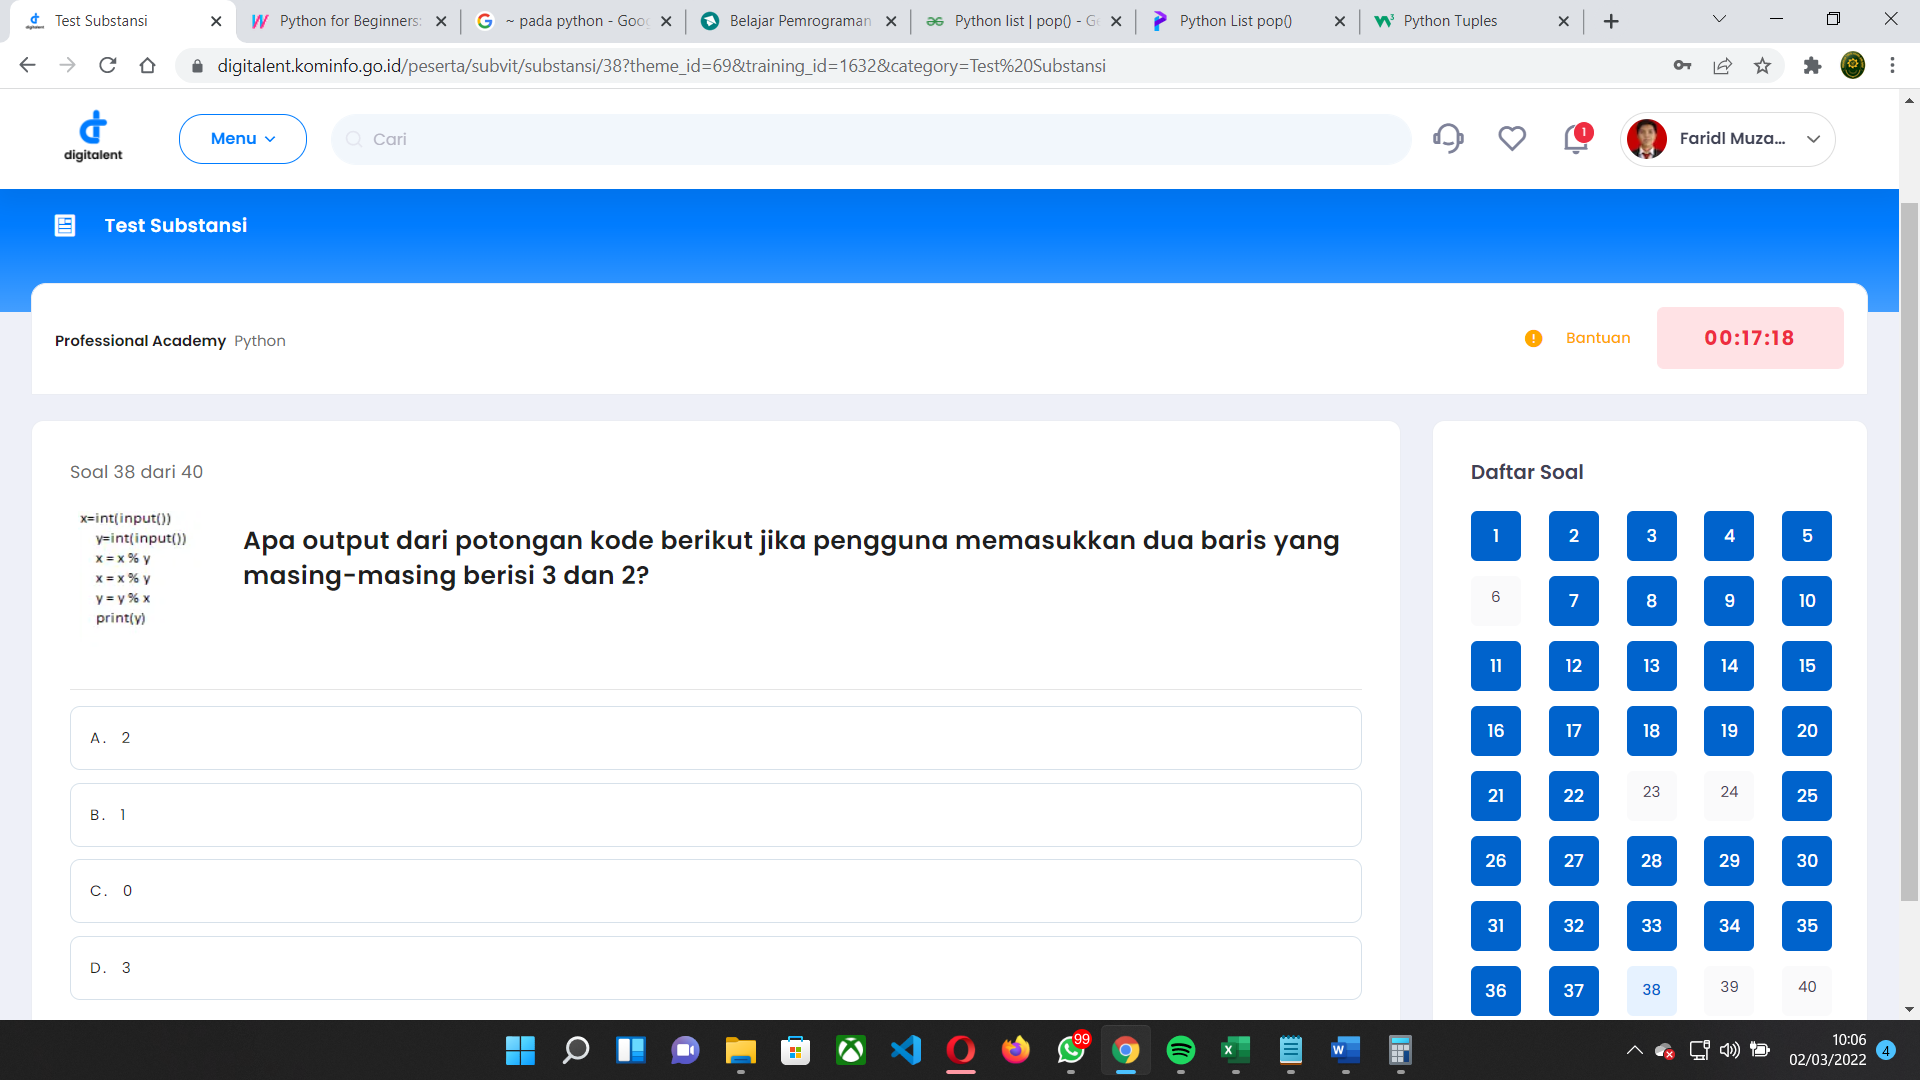 Test Substansi
Python for Beginners:
~ pada python - Goo
Belajar Pemrograman
Python list | pop() - Ge
Python List pop()
Python Tuples
digitalent.kominfo.go.id/peserta/subvit/substansi/38?theme_id=69&training_id=1632&category=Test%20Substansi
digitalent
Menu
Cari
1
Faridl Muza...
Test Substansi
Professional Academy Python
Bantuan
00:17:18
Soal 38 dari 40
x=int(input())
y=int(input())
x = x % y
x = x % y
y = y % x
print(y)
Apa output dari potongan kode berikut jika pengguna memasukkan dua baris yang
masing-masing berisi 3 dan 2?
A. 2
B. 1
C. 0
D. 3
Daftar Soal
1 2 3 4 5
6 7 8 9 10
11 12 13 14 15
16 17 18 19 20
21 22 23 24 25
26 27 28 29 30
31 32 33 34 35
36 37 38 39 40
99
10:06
02/03/2022
4